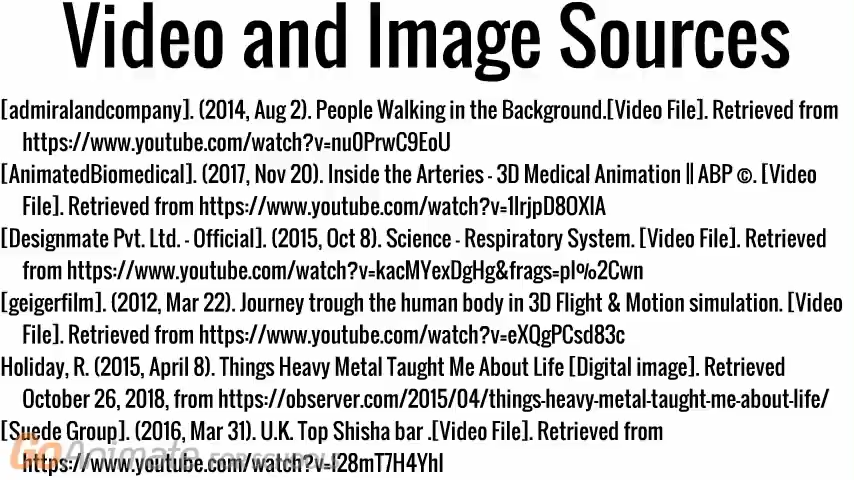 Video and Image Sources
[admiralandcompany]. (2014, Aug 2). People Walking in the Background.[Video File]. Retrieved from
https://www.youtube.com/watch?v=nu0PrwC9EoU
[AnimatedBiomedical]. (2017, Nov 20). Inside the Arteries - 3D Medical Animation || ABP ©. [Video
File]. Retrieved from https://www.youtube.com/watch?v=1IrjpD8OXIA
[Designmate Pvt. Ltd. - Official]. (2015, Oct 8). Science - Respiratory System. [Video File]. Retrieved
from https://www.youtube.com/watch?v=kacMYexDgHg&frags=pl%2Cwn
[geigerfilm]. (2012, Mar 22). Journey trough the human body in 3D Flight & Motion simulation. [Video
File]. Retrieved from https://www.youtube.com/watch?v=eXQgPCsd83c
Holiday, R. (2015, April 8). Things Heavy Metal Taught Me About Life [Digital image]. Retrieved
October 26, 2018, from https://observer.com/2015/04/things-heavy-metal-taught-me-about-life/
[Suede Group]. (2016, Mar 31). U.K. Top Shisha bar .[Video File]. Retrieved from
GoAnimate FOR SCHOOLS
https://www.youtube.com/watch?v=I28mT7H4YhI